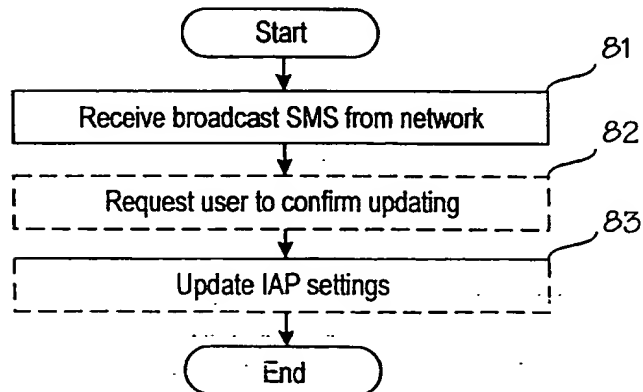 Start
81
Receive broadcast SMS from network
82
Request user to confirm updating
83
Update IAP settings
End